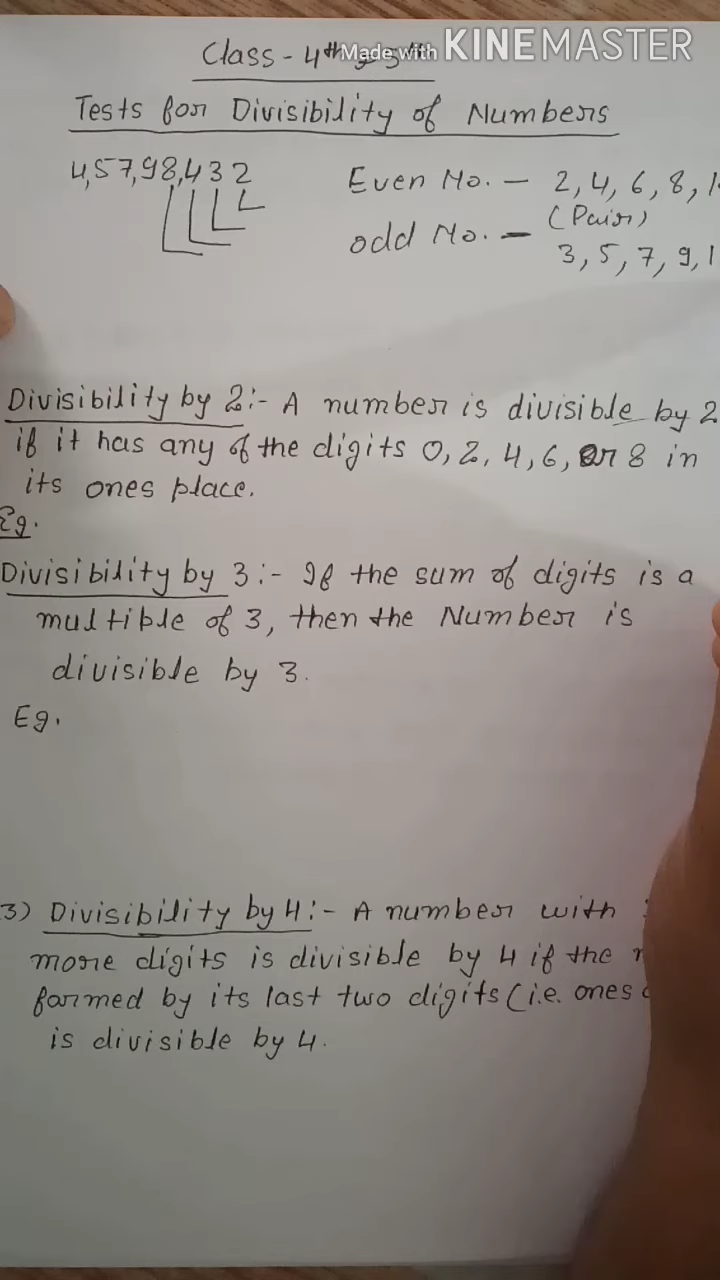 Class - 4th
Made with KINEMASTER
Tests for Divisibility of Numbers
4,57,98,432
Even No. - 2, 4, 6, 8,
(Pair)
odd No. - 3, 5, 7, 9,
Divisibility by 2:- A number is divisible by 2
if it has any of the digits 0, 2, 4, 6, or 8 in
its ones place.
Eg.
Divisibility by 3:- If the sum of digits is a
multiple of 3, then the Number is
divisible by 3.
Eg.
3) Divisibility by 4:- A number with
more digits is divisible by 4 if the
formed by its last two digits (i.e. ones
is divisible by 4.